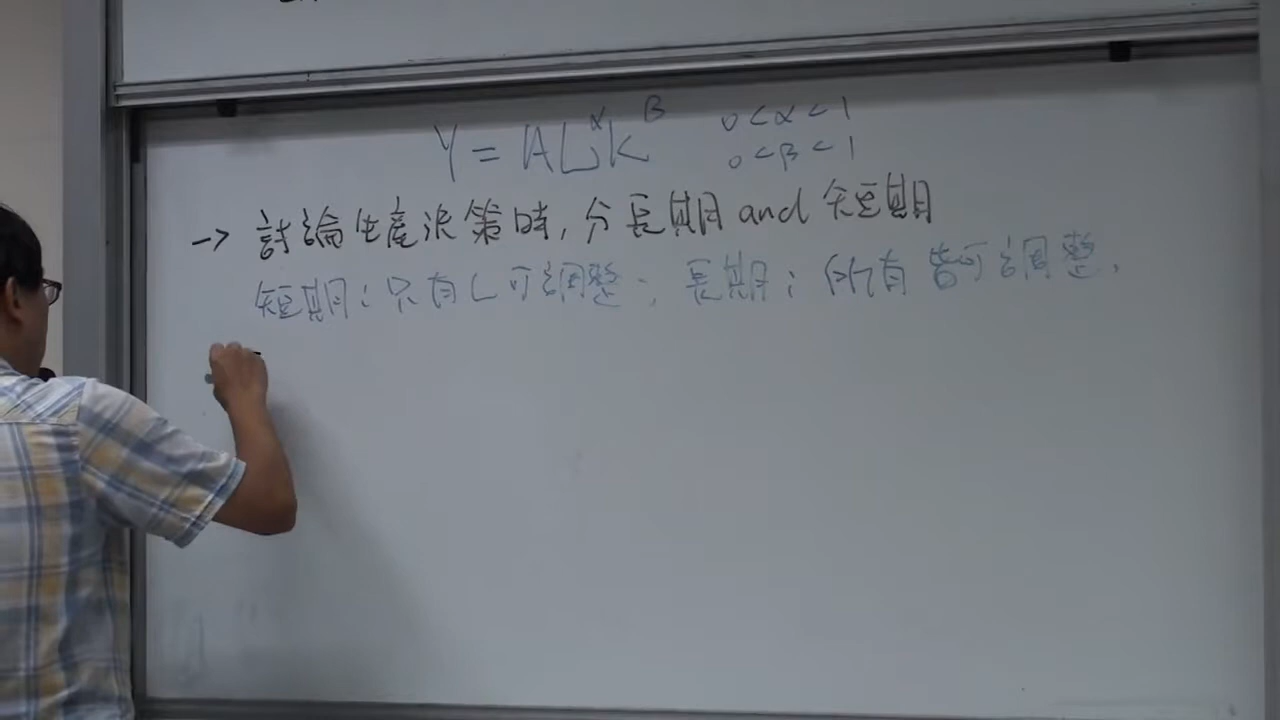 Y = AL^α K^β 0<α<1
0<β<1
→ 討論生產決策時, 分長期 and 短期
短期: 只有L可調整; 長期: 所有皆可調整.